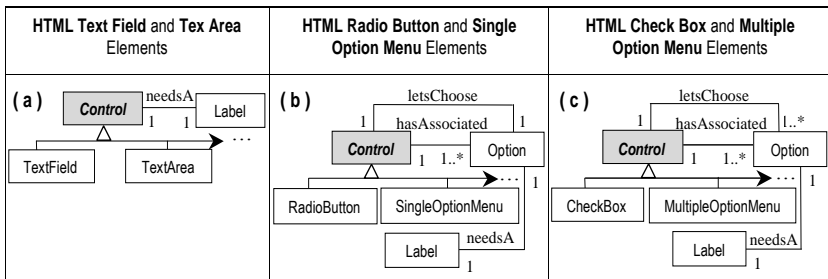 HTML Text Field and Tex Area
Elements
HTML Radio Button and Single
Option Menu Elements
HTML Check Box and Multiple
Option Menu Elements
( a )
Control
needsA
1
1
Label
...
TextField
TextArea
( b )
letsChoose
1
1
hasAssociated
Control
1
1..*
Option
1
...
RadioButton
SingleOptionMenu
needsA
Label
1
( c )
letsChoose
1
1..*
hasAssociated
Control
1
1..*
Option
1
...
CheckBox
MultipleOptionMenu
needsA
Label
1